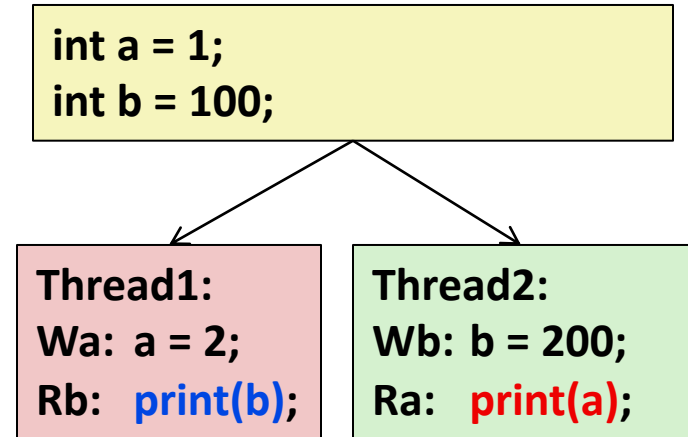 int a = 1;
int b = 100;
Thread1:
Wa: a = 2;
Rb: print(b);
Thread2:
Wb: b = 200;
Ra: print(a);